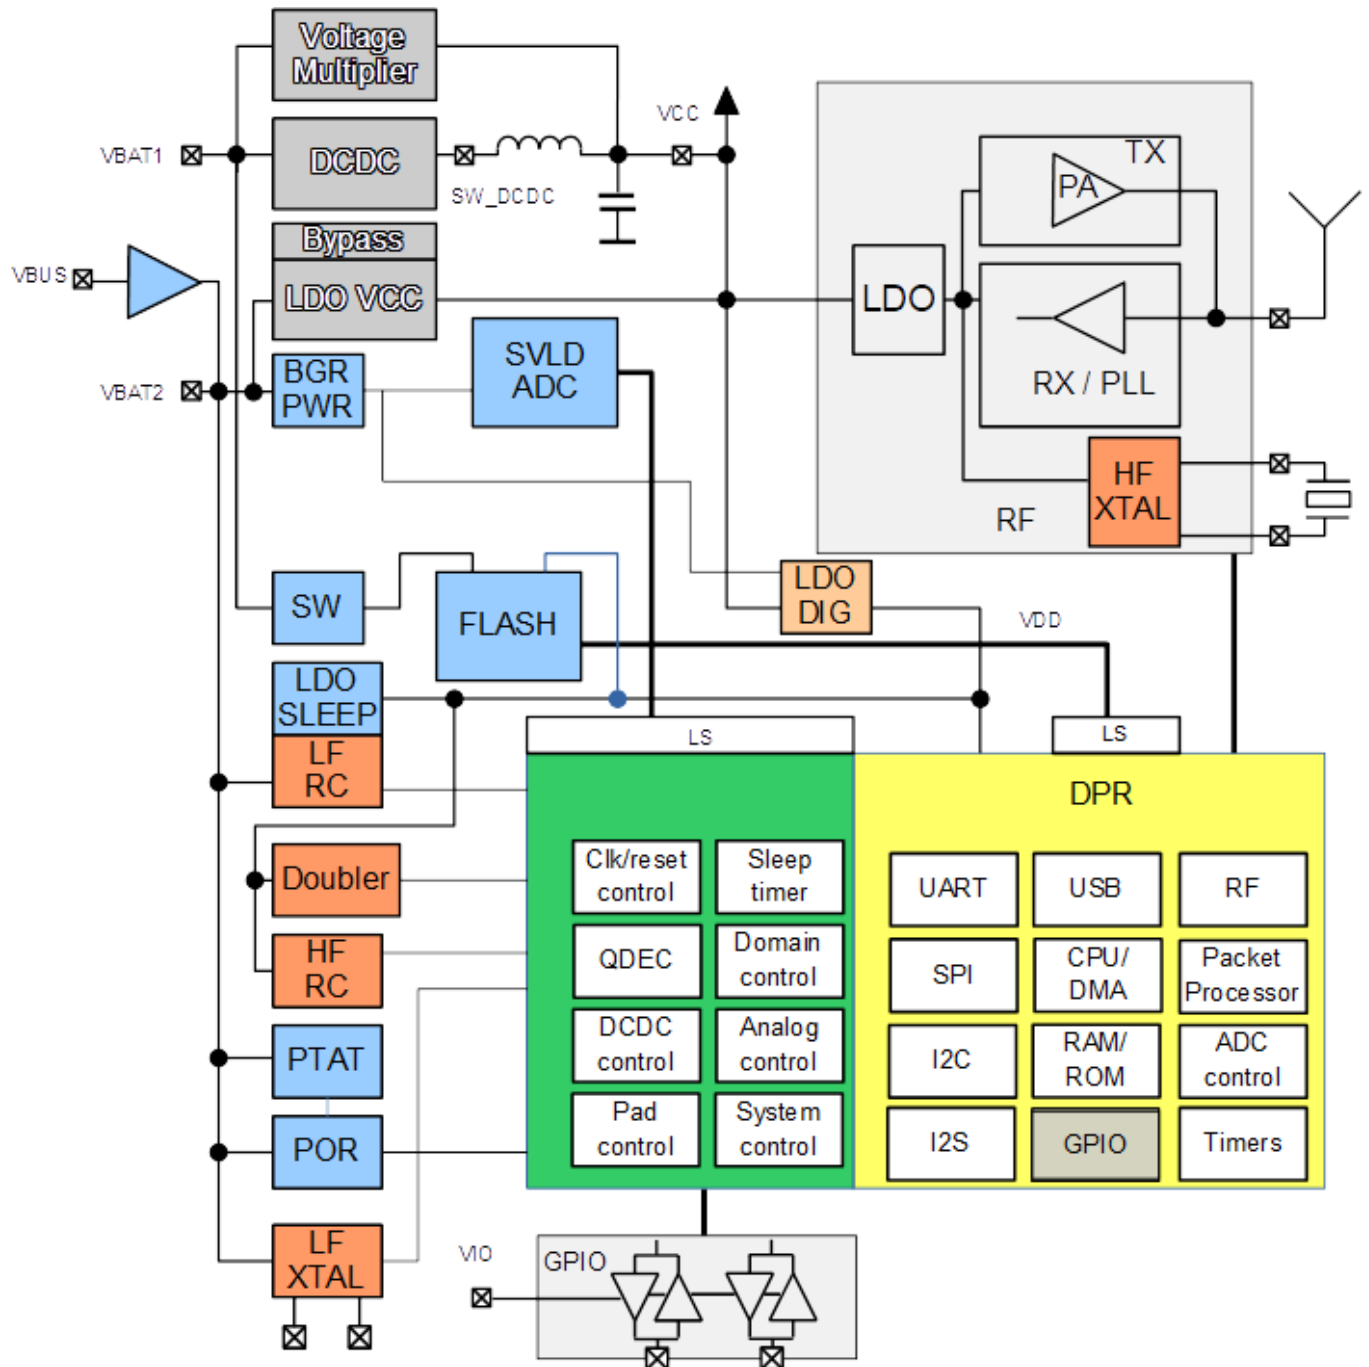 Voltage
Multiplier
VCC
VBAT1
DCDC
SW_DCDC
TX
PA
Bypass
VBUS
LDO VCC
LDO
SVLD
ADC
RX / PLL
VBAT2
BGR
PWR
HF
XTAL
RF
SW
FLASH
LDO
DIG
VDD
LDO
SLEEP
LS
LS
LF
RC
DPR
Doubler
Clk/reset
control
Sleep
timer
UART
USB
RF
HF
RC
QDEC
Domain
control
SPI
CPU/
DMA
Packet
Processor
PTAT
DCDC
control
Analog
control
I2C
RAM/
ROM
ADC
control
POR
Pad
control
System
control
I2S
GPIO
Timers
LF
XTAL
VIO
GPIO